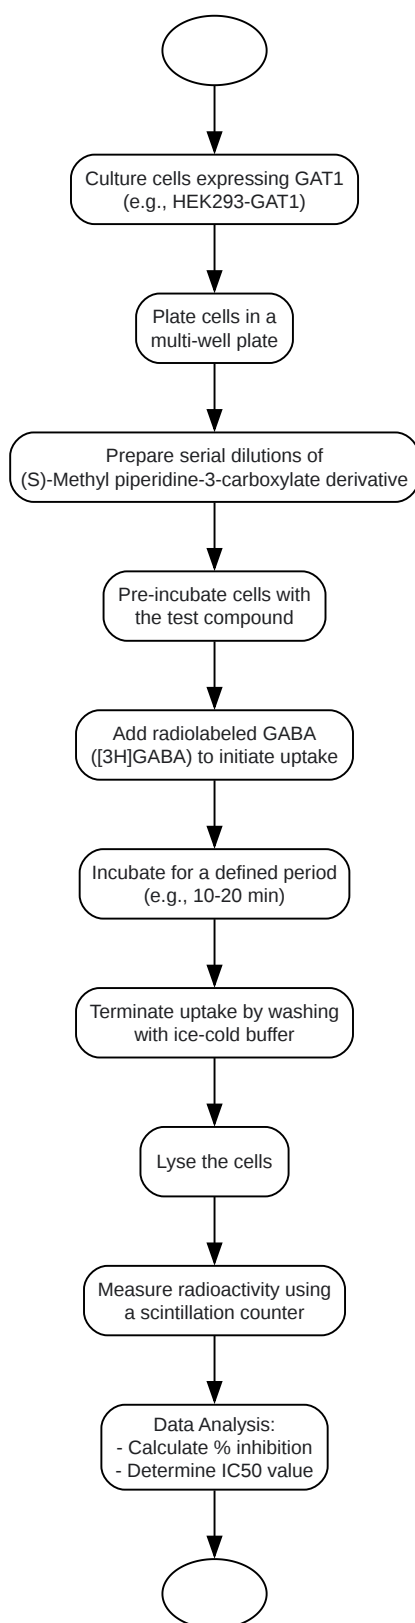 Culture cells expressing GAT1
(e.g., HEK293-GAT1)
Plate cells in a
multi-well plate
Prepare serial dilutions of
(S)-Methyl piperidine-3-carboxylate derivative
Pre-incubate cells with
the test compound
Add radiolabeled GABA
([3H]GABA) to initiate uptake
Incubate for a defined period
(e.g., 10-20 min)
Terminate uptake by washing
with ice-cold buffer
Lyse the cells
Measure radioactivity using
a scintillation counter
Data Analysis:
- Calculate % inhibition
- Determine IC50 value